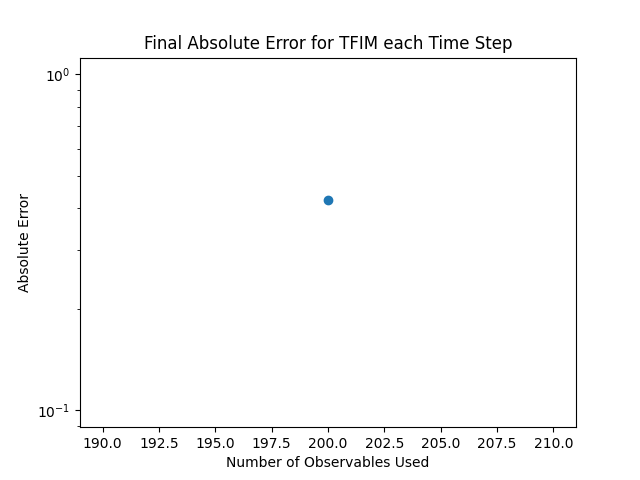 Final Absolute Error for TFIM each Time Step
10⁰
10⁻¹
Absolute Error
190.0 192.5 195.0 197.5 200.0 202.5 205.0 207.5 210.0
Number of Observables Used